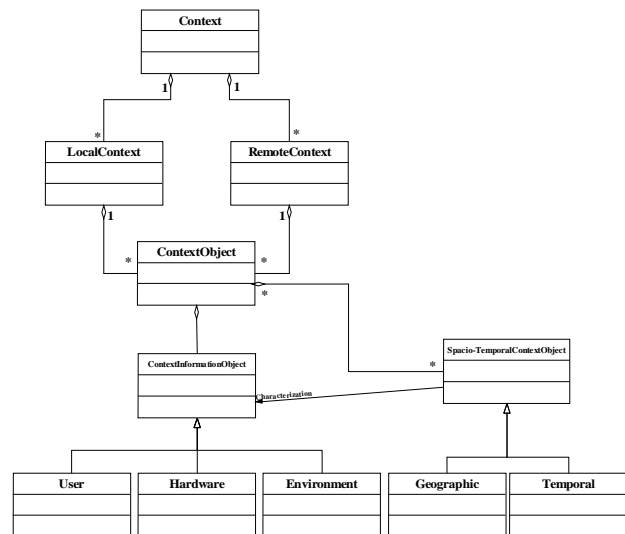 Context
1
1
*
*
LocalContext
RemoteContext
1
1
ContextObject
*
*
*
Spacio-TemporalContextObject
ContextInformationObject
*
Characterization
User
Hardware
Environment
Geographic
Temporal